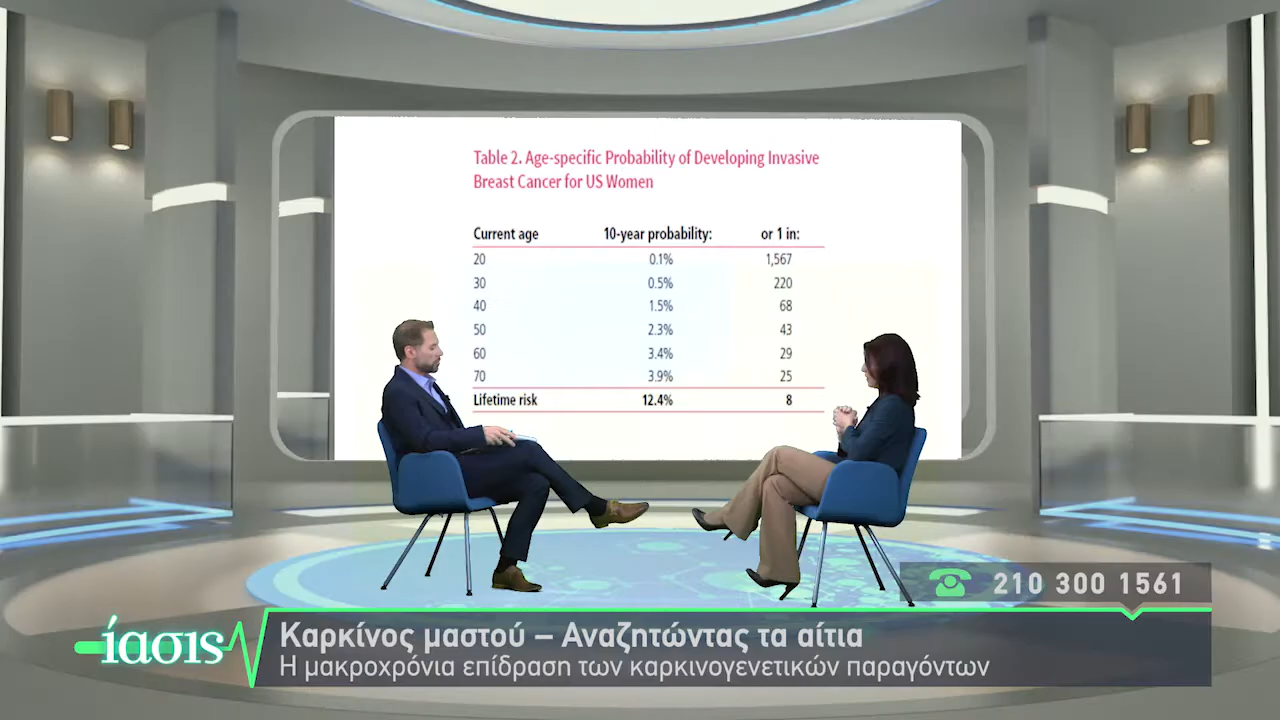 Table 2. Age-specific Probability of Developing Invasive
Breast Cancer for US Women
Current age 10-year probability: or 1 in:
20 0.1% 1,567
30 0.5% 220
40 1.5% 68
50 2.3% 43
60 3.4% 29
70 3.9% 25
Lifetime risk 12.4% 8
210 300 1561
ίασις
Καρκίνος μαστού – Αναζητώντας τα αίτια
Η μακροχρόνια επίδραση των καρκινογενετικών παραγόντων